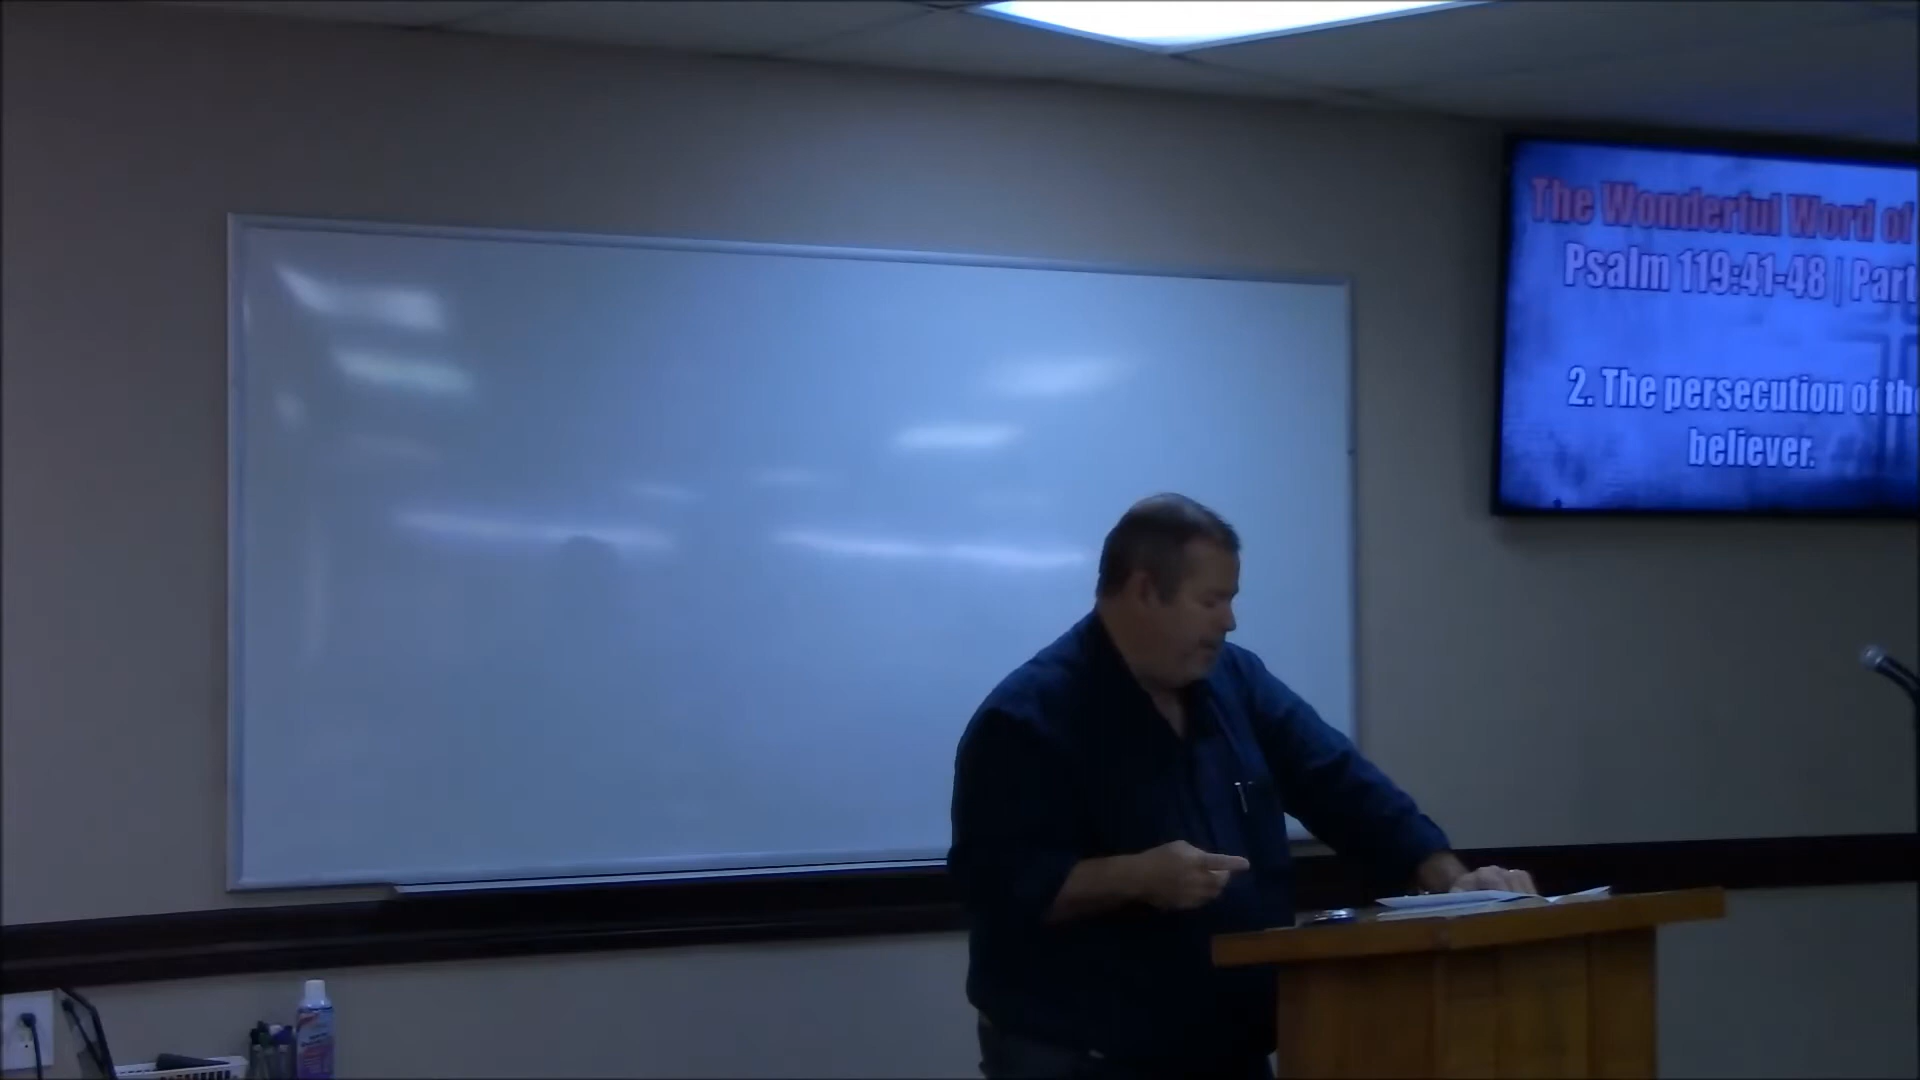 The Wonderful Word of
Psalm 119:41-48 | Part
2. The persecution of the
believer.